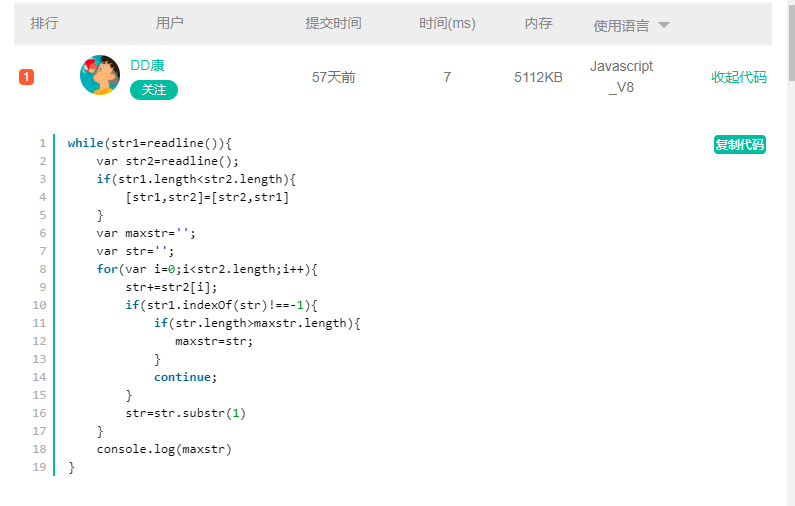 排行 用户 提交时间 时间(ms) 内存 使用语言
1 DD康 57天前 7 5112KB Javascript_V8 收起代码
关注
复制代码
1 while(str1=readline()){
2     var str2=readline();
3     if(str1.length<str2.length){
4         [str1,str2]=[str2,str1]
5     }
6     var maxstr='';
7     var str='';
8     for(var i=0;i<str2.length;i++){
9         str+=str2[i];
10         if(str1.indexOf(str)!==-1){
11             if(str.length>maxstr.length){
12                maxstr=str;
13             }
14             continue;
15         }
16         str=str.substr(1)
17     }
18     console.log(maxstr)
19 }